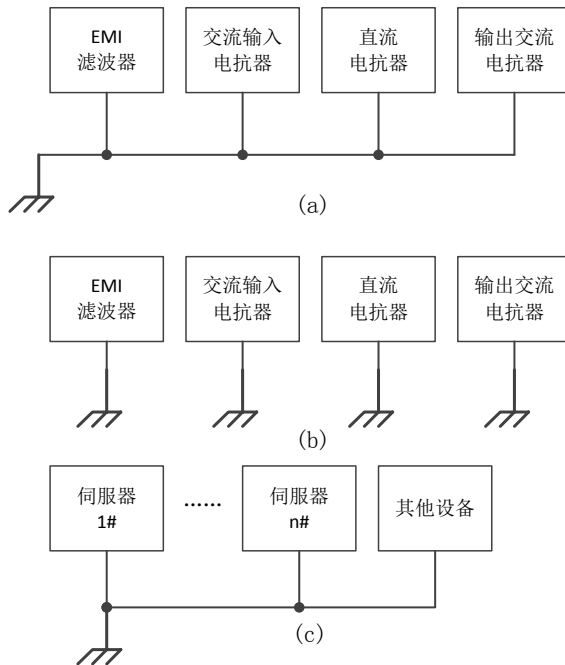 EMI
滤波器
交流输入
电抗器
直流
电抗器
输出交流
电抗器
(a)
EMI
滤波器
交流输入
电抗器
直流
电抗器
输出交流
电抗器
(b)
伺服器
1#
……
伺服器
n#
其他设备
(c)